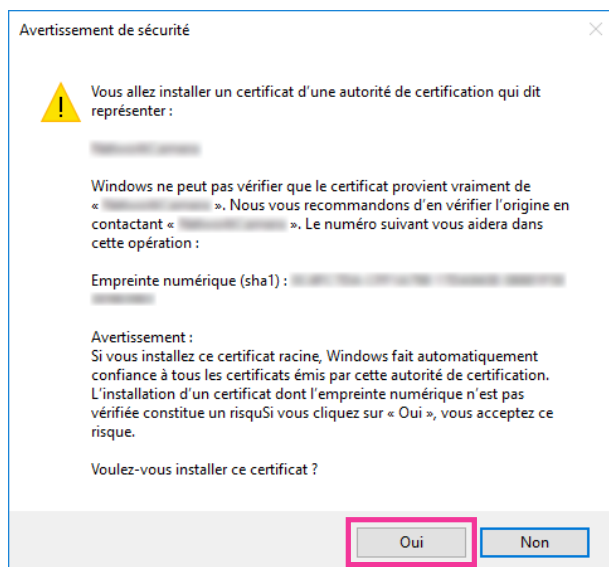 Avertissement de sécurité
Vous allez installer un certificat d'une autorité de certification qui dit
représenter :
Windows ne peut pas vérifier que le certificat provient vraiment de
« ». Nous vous recommandons d'en vérifier l'origine en
contactant « ». Le numéro suivant vous aidera dans
cette opération :
Empreinte numérique (sha1) :
Avertissement :
Si vous installez ce certificat racine, Windows fait automatiquement
confiance à tous les certificats émis par cette autorité de certification.
L'installation d'un certificat dont l'empreinte numérique n'est pas
vérifiée constitue un risquSi vous cliquez sur « Oui », vous acceptez ce
risque.
Voulez-vous installer ce certificat ?
Oui
Non